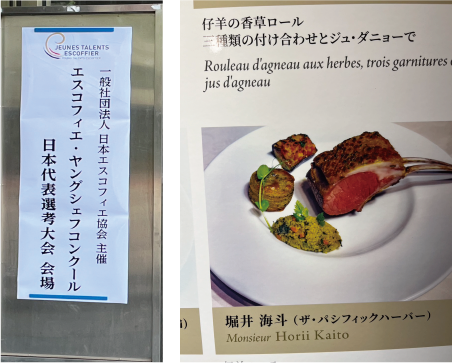 JEUNES TALENTS
ESCOFFIER
一般社団法人 日本エスコフィエ協会 主催
エスコフィエ・ヤングシェフコンクール
日本代表選考大会 会場
仔羊の香草ロール
三種類の付け合わせとジュ・ダニョーで
Rouleau d'agneau aux herbes, trois garnitures
jus d'agneau
堀井 海斗 (ザ・パシフィックハーバー)
Monsieur Horii Kaito